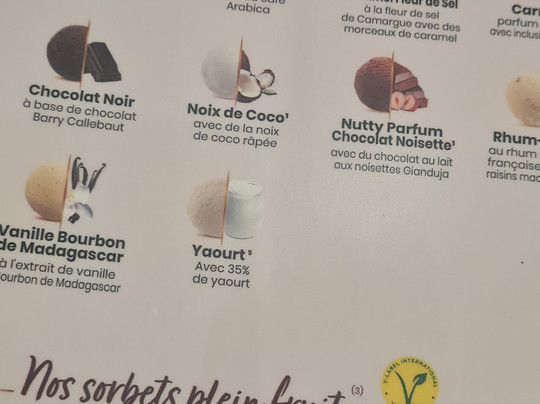 Arabica
à la fleur de sel
de Camargue avec des
morceaux de caramel
parfum
avec inclusi
Chocolat Noir
à base de chocolat
Barry Callebaut
Noix de Coco¹
avec de la noix
de coco râpée
Nutty Parfum
Chocolat Noisette¹
avec du chocolat au lait
aux noisettes Gianduja
Rhum-
au rhum
française
raisins mac
Vanille Bourbon
de Madagascar
à l'extrait de vanille
Bourbon de Madagascar
Yaourt⁵
Avec 35%
de yaourt
Nos sorbets plein fruit (3)
V-LABEL INTERNATIONAL